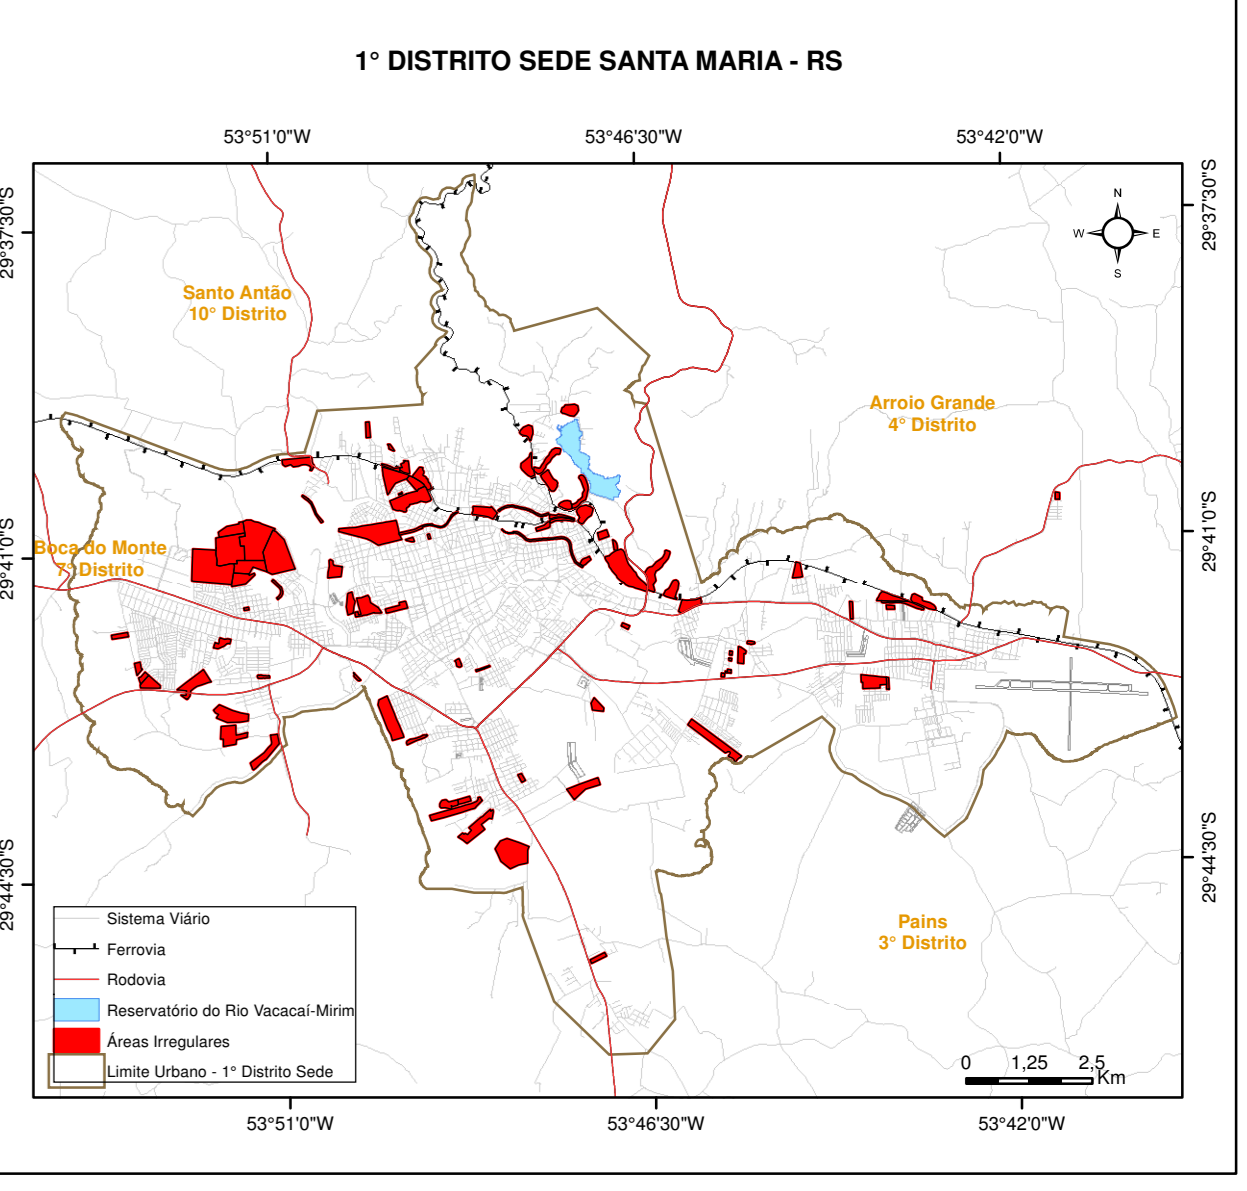 1° DISTRITO SEDE SANTA MARIA - RS
53°51'0"W
53°46'30"W
53°42'0"W
29°37'30"S
29°37'30"S
N
W
E
S
Santo Antão
10° Distrito
Arroio Grande
4° Distrito
29°41'0"S
29°41'0"S
Boca do Monte
7° Distrito
29°44'30"S
29°44'30"S
Pains
3° Distrito
Sistema Viário
Ferrovia
Rodovia
Reservatório do Rio Vacacaí-Mirim
Áreas Irregulares
Limite Urbano - 1° Distrito Sede
0 1,25 2,5
Km
53°51'0"W
53°46'30"W
53°42'0"W